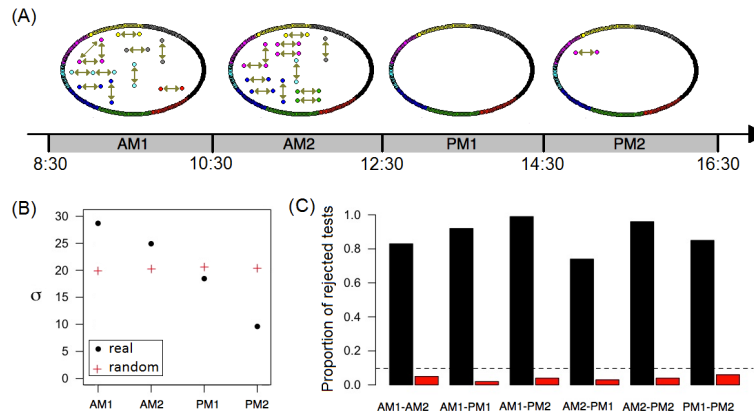 (A)
AM1 AM2 PM1 PM2
8:30 10:30 12:30 14:30 16:30
(B)
σ
30
25
20
15
10
5
0
real
random
AM1 AM2 PM1 PM2
(C)
Proportion of rejected tests
1.0
0.8
0.6
0.4
0.2
0.0
AM1-AM2 AM1-PM1 AM1-PM2 AM2-PM1 AM2-PM2 PM1-PM2